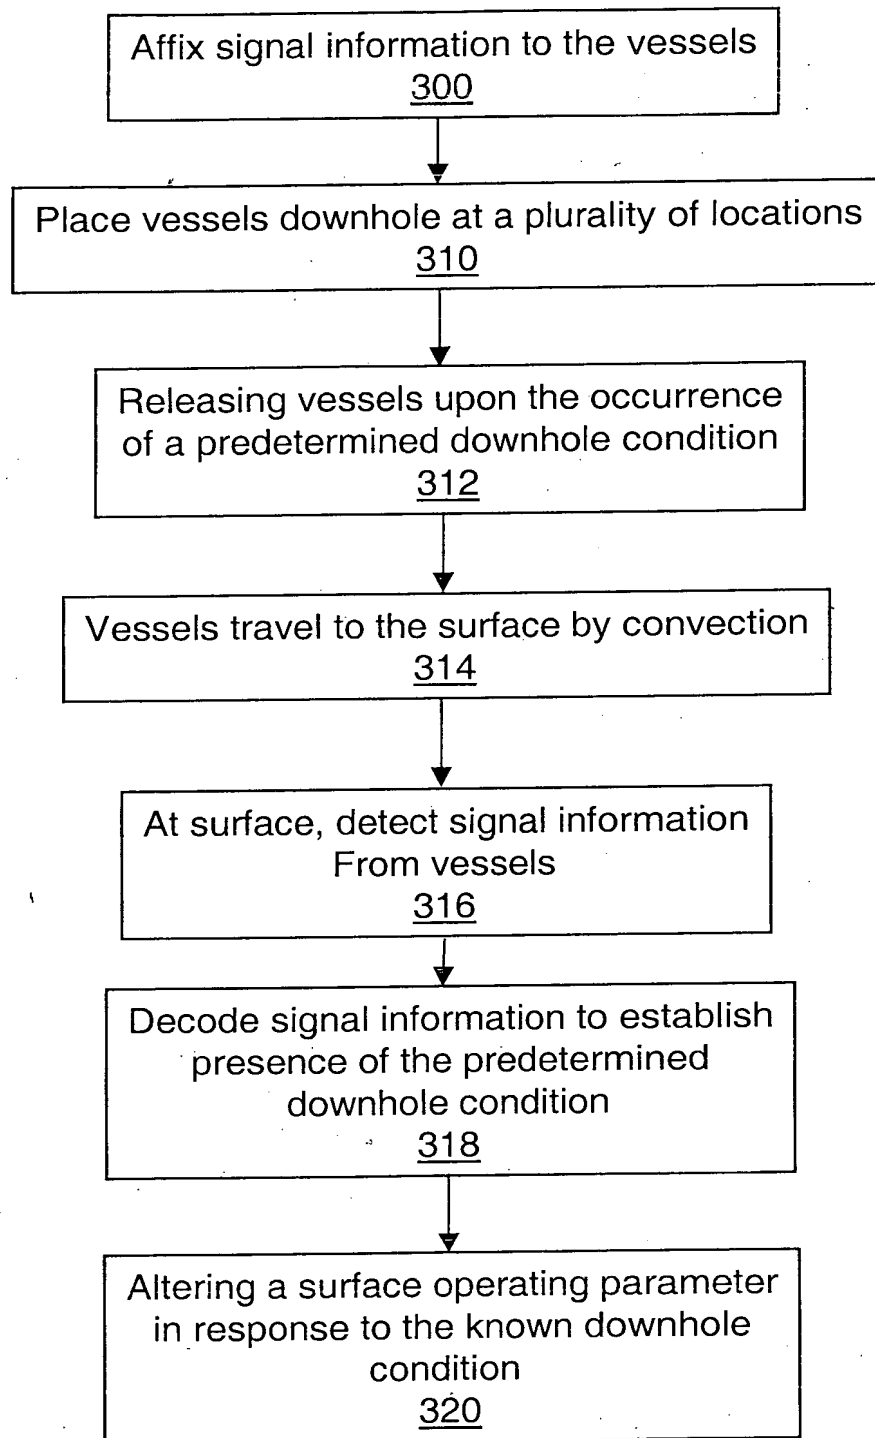 Affix signal information to the vessels
300
Place vessels downhole at a plurality of locations
310
Releasing vessels upon the occurrence
of a predetermined downhole condition
312
Vessels travel to the surface by convection
314
At surface, detect signal information
From vessels
316
Decode signal information to establish
presence of the predetermined
downhole condition
318
Altering a surface operating parameter
in response to the known downhole
condition
320